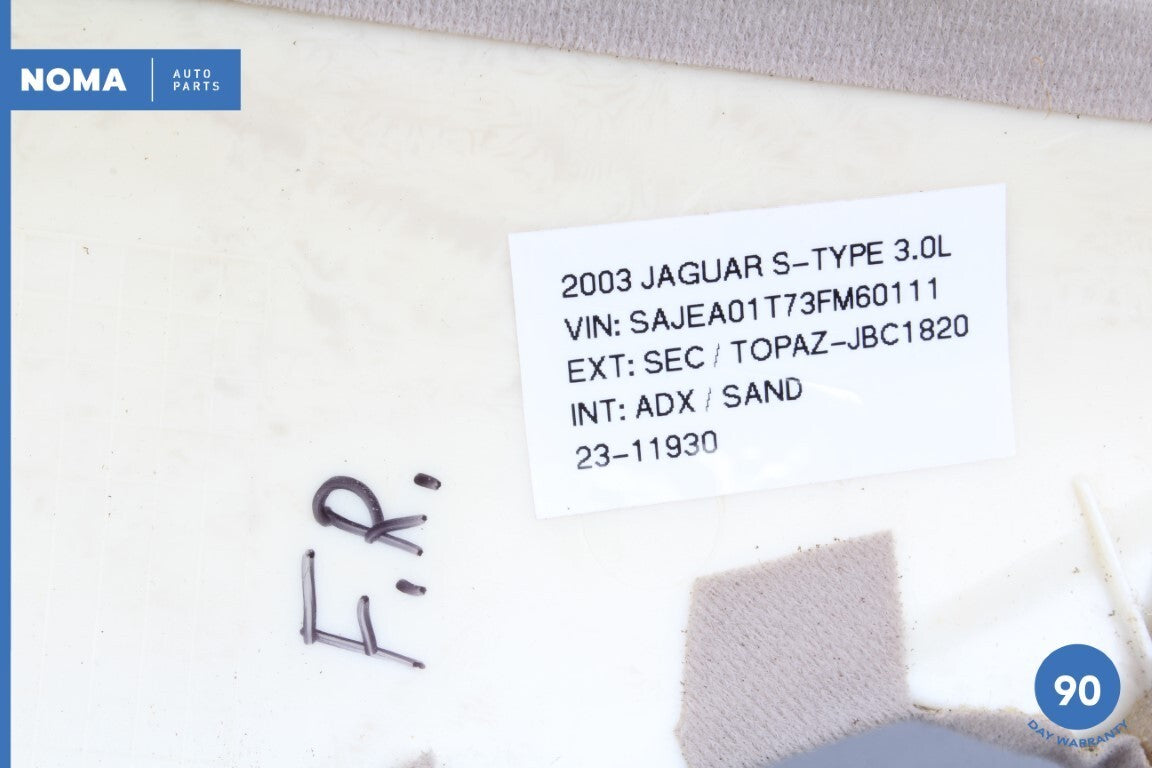 NOMA
AUTO
PARTS
2003 JAGUAR S-TYPE 3.0L
VIN: SAJEA01T73FM60111
EXT: SEC / TOPAZ-JBC1820
INT: ADX / SAND
23-11930
F.R.
90
DAY WARRANTY